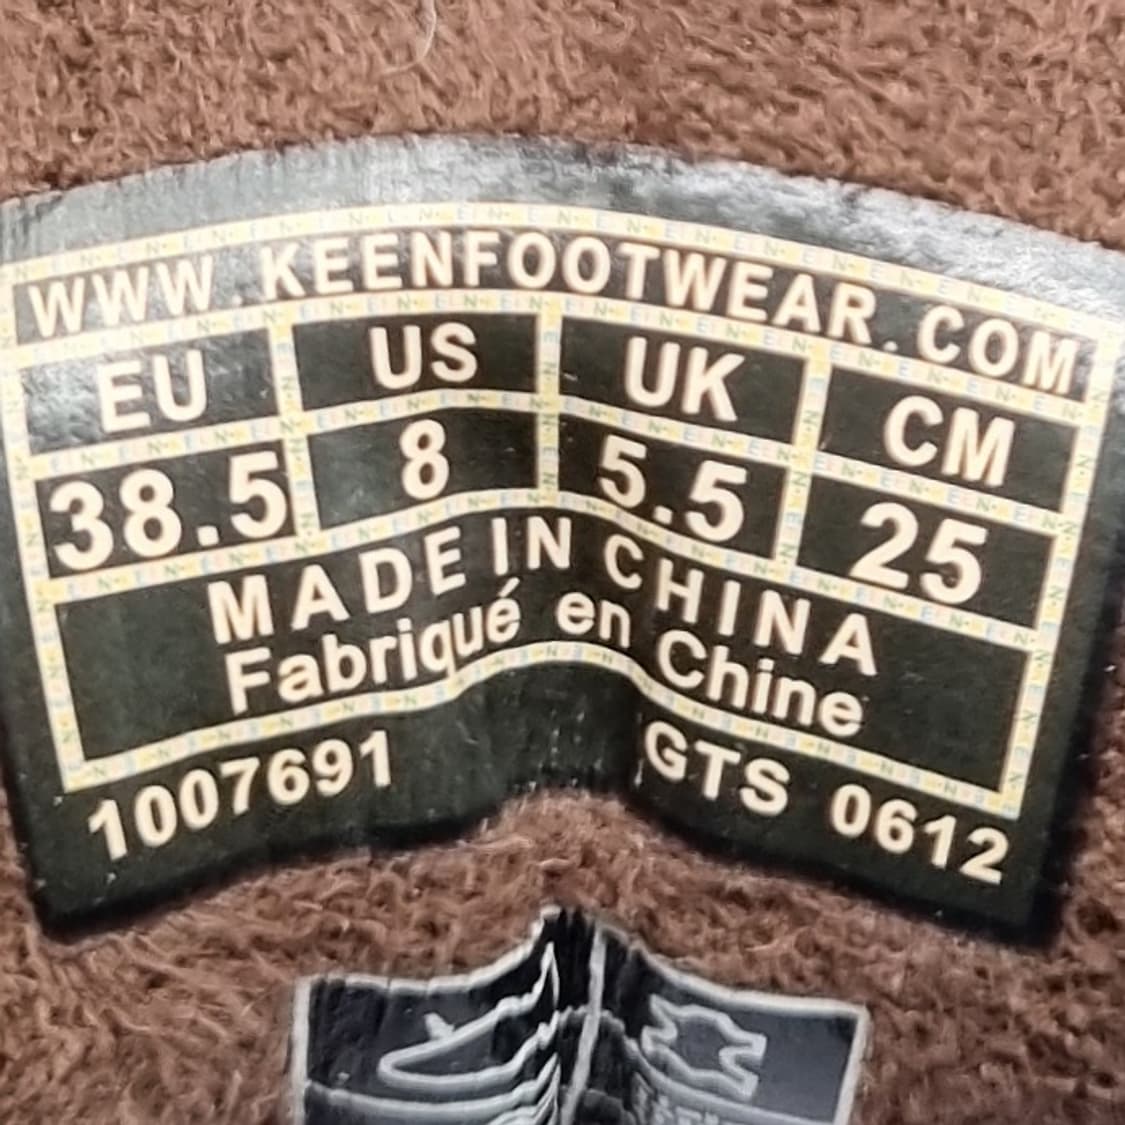 WWW.KEENFOOTWEAR.COM
EU US UK CM
38.5 8 5.5 25
MADE IN CHINA
Fabriqué en Chine
1007691 GTS 0612